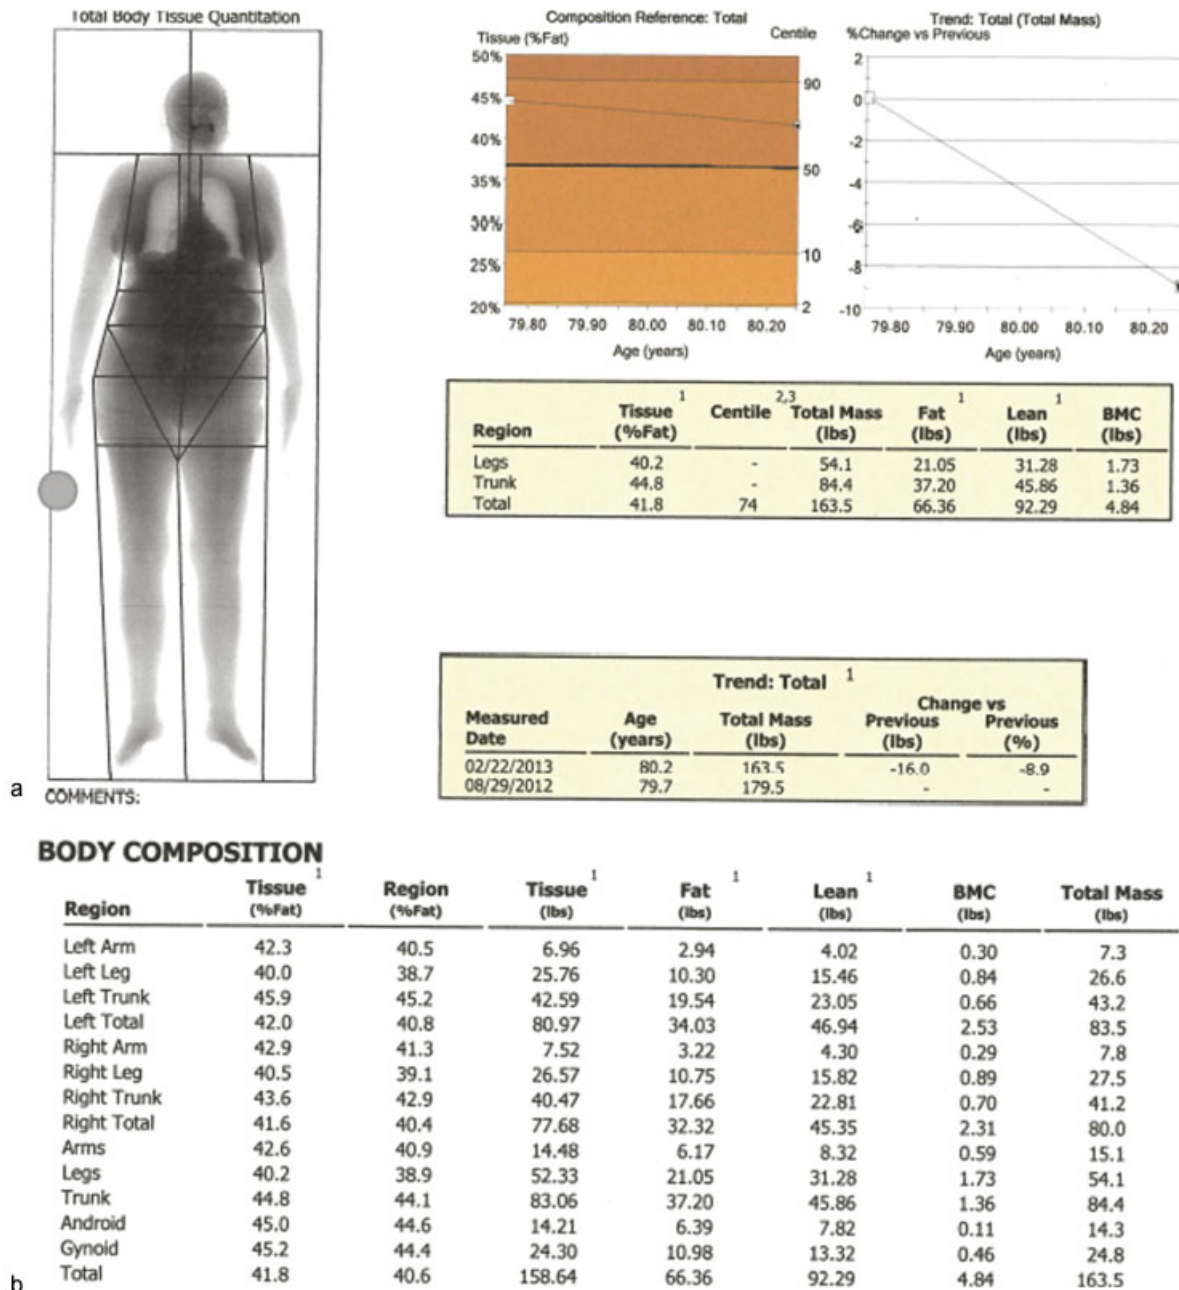 Total Body Tissue Quantitation
Composition Reference: Total
Tissue (%Fat)
Centile
50%
45%
40%
35%
30%
25%
20%
90
50
10
2
79.80 79.90 80.00 80.10 80.20
Age (years)
Trend: Total (Total Mass)
%Change vs Previous
2
0
-2
-4
-6
-8
-10
79.80 79.90 80.00 80.10 80.20
Age (years)
Region Tissue (%Fat) 1 Centile 2,3 Total Mass (lbs) Fat (lbs) 1 Lean (lbs) 1 BMC (lbs)
Legs 40.2 - 54.1 21.05 31.28 1.73
Trunk 44.8 - 84.4 37.20 45.86 1.36
Total 41.8 74 163.5 66.36 92.29 4.84
Trend: Total 1
Change vs
Measured Age Total Mass Previous Previous
Date (years) (lbs) (lbs) (%)
02/22/2013 80.2 163.5 -16.0 -8.9
08/29/2012 79.7 179.5 - -
a
COMMENTS:
BODY COMPOSITION
Tissue 1 Region Tissue 1 Fat 1 Lean 1 BMC Total Mass
Region (%Fat) (%Fat) (lbs) (lbs) (lbs) (lbs) (lbs)
Left Arm 42.3 40.5 6.96 2.94 4.02 0.30 7.3
Left Leg 40.0 38.7 25.76 10.30 15.46 0.84 26.6
Left Trunk 45.9 45.2 42.59 19.54 23.05 0.66 43.2
Left Total 42.0 40.8 80.97 34.03 46.94 2.53 83.5
Right Arm 42.9 41.3 7.52 3.22 4.30 0.29 7.8
Right Leg 40.5 39.1 26.57 10.75 15.82 0.89 27.5
Right Trunk 43.6 42.9 40.47 17.66 22.81 0.70 41.2
Right Total 41.6 40.4 77.68 32.32 45.35 2.31 80.0
Arms 42.6 40.9 14.48 6.17 8.32 0.59 15.1
Legs 40.2 38.9 52.33 21.05 31.28 1.73 54.1
Trunk 44.8 44.1 83.06 37.20 45.86 1.36 84.4
Android 45.0 44.6 14.21 6.39 7.82 0.11 14.3
Gynoid 45.2 44.4 24.30 10.98 13.32 0.46 24.8
Total 41.8 40.6 158.64 66.36 92.29 4.84 163.5
b